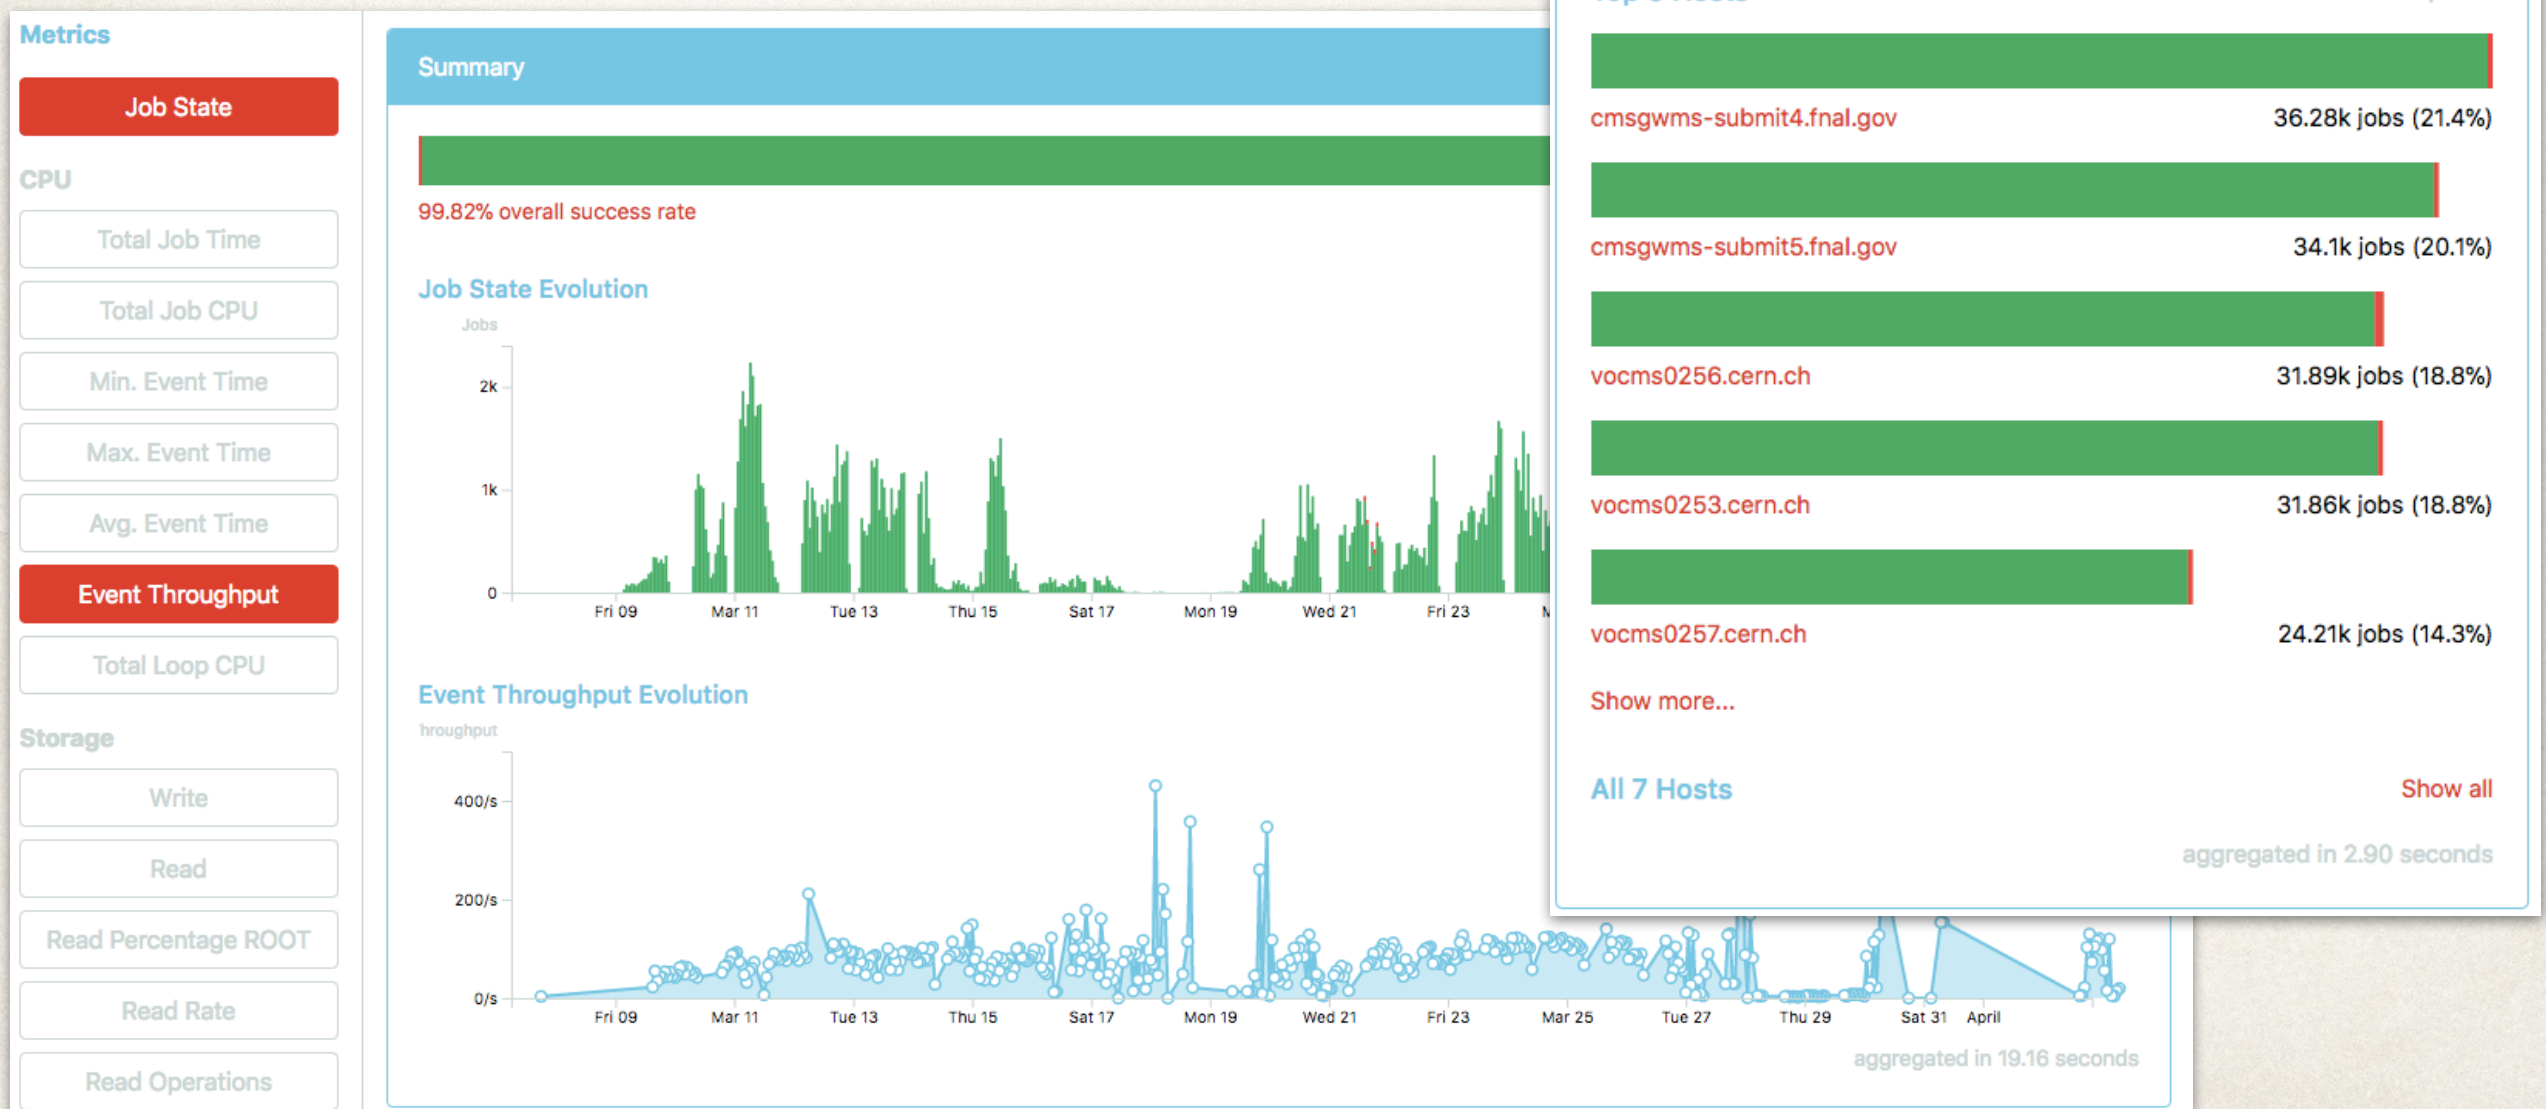 Metrics
Job State
CPU
Total Job Time
Total Job CPU
Min. Event Time
Max. Event Time
Avg. Event Time
Event Throughput
Total Loop CPU
Storage
Write
Read
Read Percentage ROOT
Read Rate
Read Operations
Summary
99.82% overall success rate
Job State Evolution
Jobs
2k
1k
0
Fri 09 Mar 11 Tue 13 Thu 15 Sat 17 Mon 19 Wed 21 Fri 23
Event Throughput Evolution
hroughput
400/s
200/s
0/s
Fri 09 Mar 11 Tue 13 Thu 15 Sat 17 Mon 19 Wed 21 Fri 23 Mar 25 Tue 27 Thu 29 Sat 31 April
aggregated in 19.16 seconds
cmsgwms-submit4.fnal.gov 36.28k jobs (21.4%)
cmsgwms-submit5.fnal.gov 34.1k jobs (20.1%)
vocms0256.cern.ch 31.89k jobs (18.8%)
vocms0253.cern.ch 31.86k jobs (18.8%)
vocms0257.cern.ch 24.21k jobs (14.3%)
Show more...
All 7 Hosts Show all
aggregated in 2.90 seconds